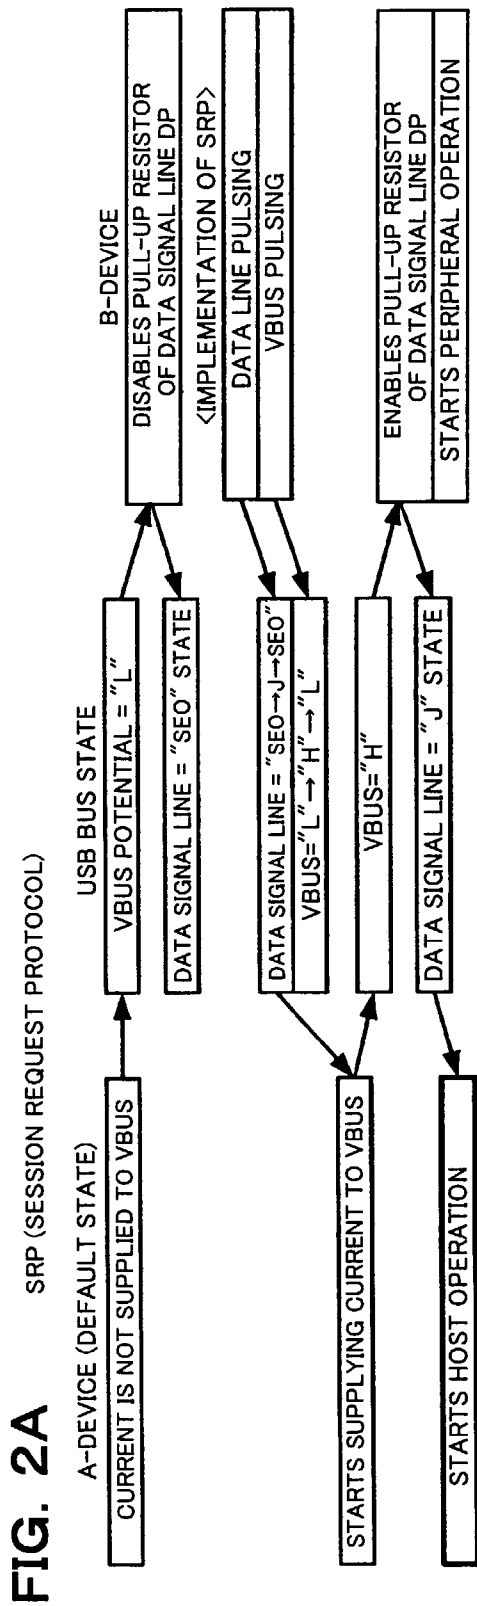 FIG. 2A
SRP (SESSION REQUEST PROTOCOL)
A-DEVICE (DEFAULT STATE)
USB BUS STATE
B-DEVICE
CURRENT IS NOT SUPPLIED TO VBUS
VBUS POTENTIAL = "L"
DISABLES PULL-UP RESISTOR
OF DATA SIGNAL LINE DP
DATA SIGNAL LINE = "SEO" STATE
<IMPLEMENTATION OF SRP>
DATA LINE PULSING
VBUS PULSING
DATA SIGNAL LINE = "SEO→J→SEO"
VBUS="L"→"H"→"L"
STARTS SUPPLYING CURRENT TO VBUS
VBUS="H"
ENABLES PULL-UP RESISTOR
OF DATA SIGNAL LINE DP
STARTS PERIPHERAL OPERATION
DATA SIGNAL LINE = "J" STATE
STARTS HOST OPERATION